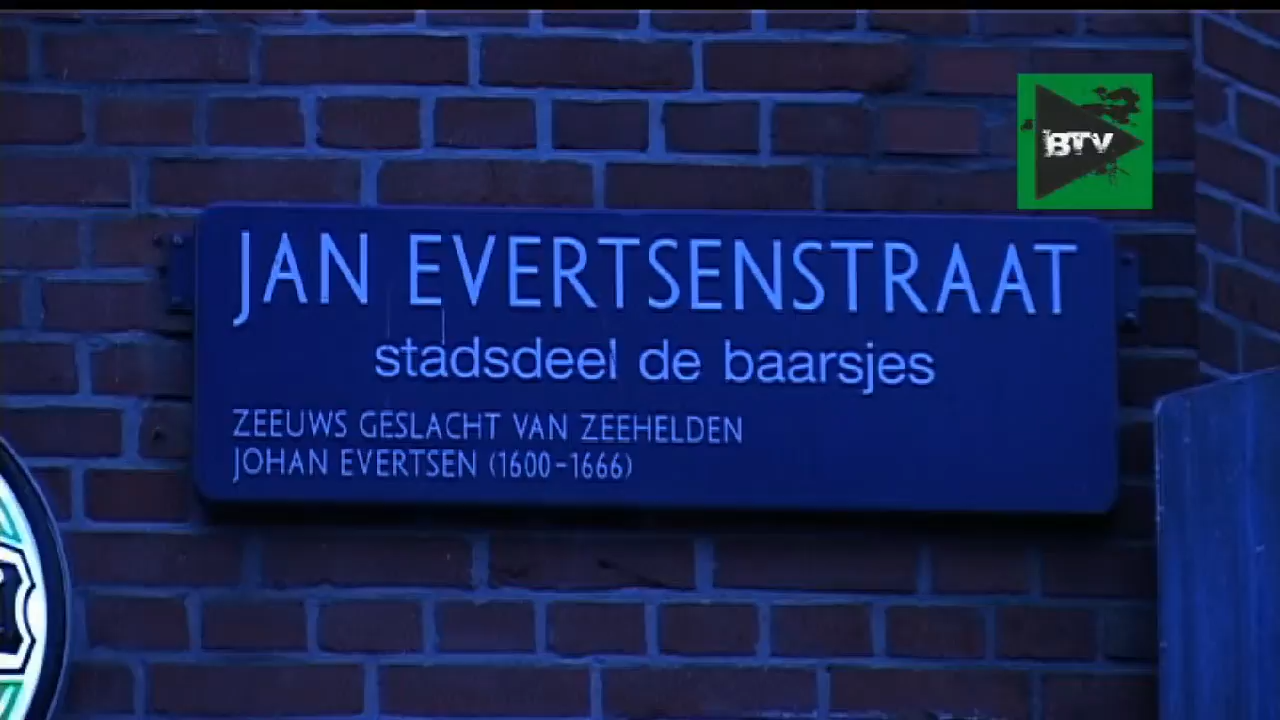 BTV
JAN EVERTSENSTRAAT
stadsdeel de baarsjes
ZEEUWS GESLACHT VAN ZEEHELDEN
JOHAN EVERTSEN (1600-1666)